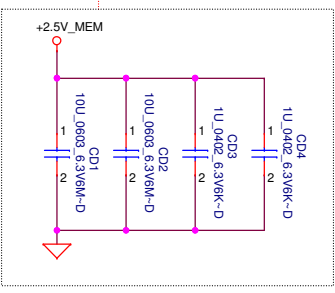 +2.5V_MEM
1
2
CD1
10U_0603_6.3V6M~D
1
2
CD2
10U_0603_6.3V6M~D
1
2
CD3
1U_0402_6.3V6K~D
1
2
CD4
1U_0402_6.3V6K~D